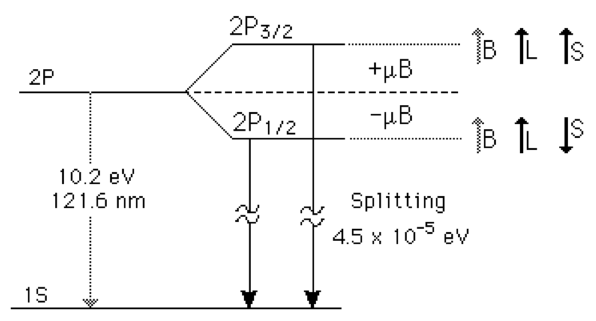 2P3/2
B L S
2P
+μB
2P1/2
−μB
B L S
10.2 eV
121.6 nm
Splitting
4.5 x 10⁻⁵ eV
1S